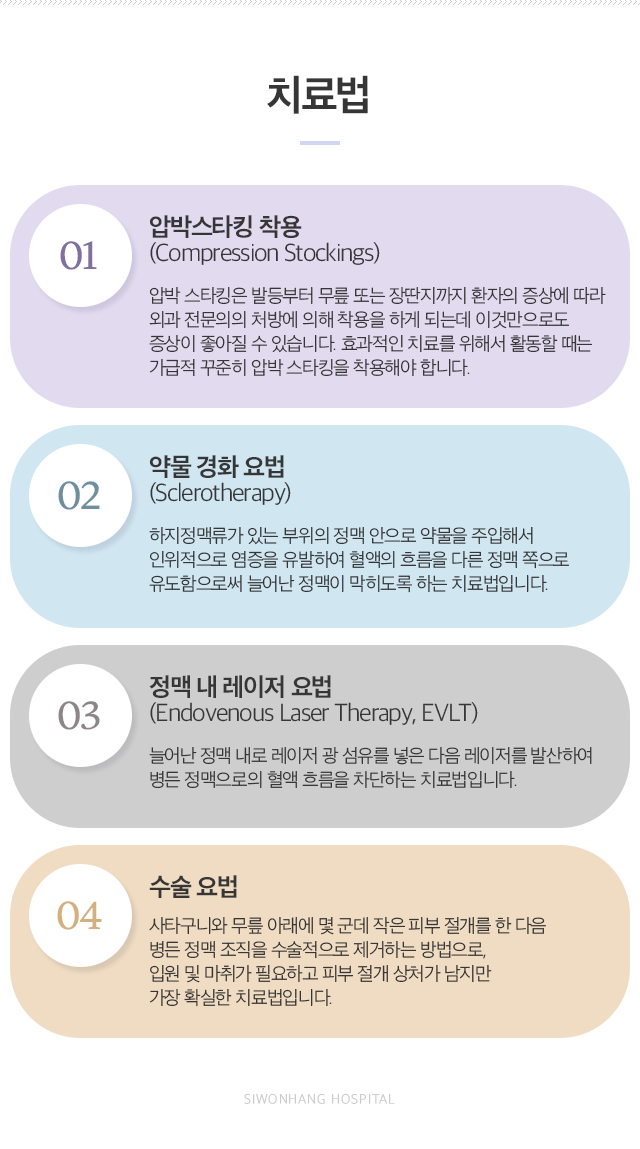 치료법
01
압박스타킹 착용
(Compression Stockings)
압박 스타킹은 발등부터 무릎 또는 장딴지까지 환자의 증상에 따라
외과 전문의의 처방에 의해 착용을 하게 되는데 이것만으로도
증상이 좋아질 수 있습니다. 효과적인 치료를 위해서 활동할 때는
가급적 꾸준히 압박 스타킹을 착용해야 합니다.
02
약물 경화 요법
(Sclerotherapy)
하지정맥류가 있는 부위의 정맥 안으로 약물을 주입해서
인위적으로 염증을 유발하여 혈액의 흐름을 다른 정맥 쪽으로
유도함으로써 늘어난 정맥이 막히도록 하는 치료법입니다.
03
정맥 내 레이저 요법
(Endovenous Laser Therapy, EVLT)
늘어난 정맥 내로 레이저 광 섬유를 넣은 다음 레이저를 발산하여
병든 정맥으로의 혈액 흐름을 차단하는 치료법입니다.
04
수술 요법
사타구니와 무릎 아래에 몇 군데 작은 피부 절개를 한 다음
병든 정맥 조직을 수술적으로 제거하는 방법으로,
입원 및 마취가 필요하고 피부 절개 상처가 남지만
가장 확실한 치료법입니다.
SIWONHANG HOSPITAL